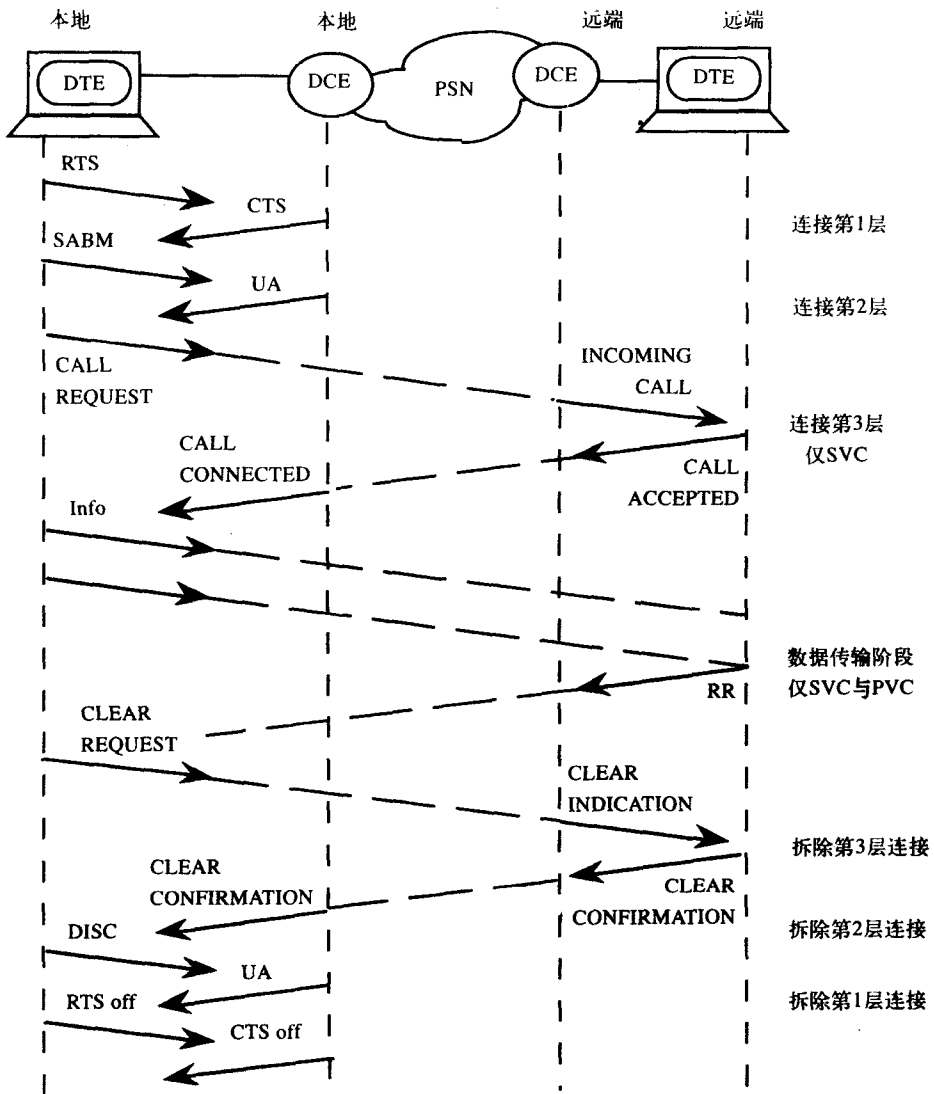 本地
本地
远端
远端
DTE
DCE
PSN
DCE
DTE
RTS
CTS
连接第1层
SABM
UA
连接第2层
CALL
REQUEST
INCOMING
CALL
连接第3层
仅SVC
CALL
CONNECTED
CALL
ACCEPTED
Info
数据传输阶段
仅SVC与PVC
RR
CLEAR
REQUEST
CLEAR
INDICATION
拆除第3层连接
CLEAR
CONFIRMATION
CLEAR
CONFIRMATION
DISC
拆除第2层连接
UA
RTS off
拆除第1层连接
CTS off